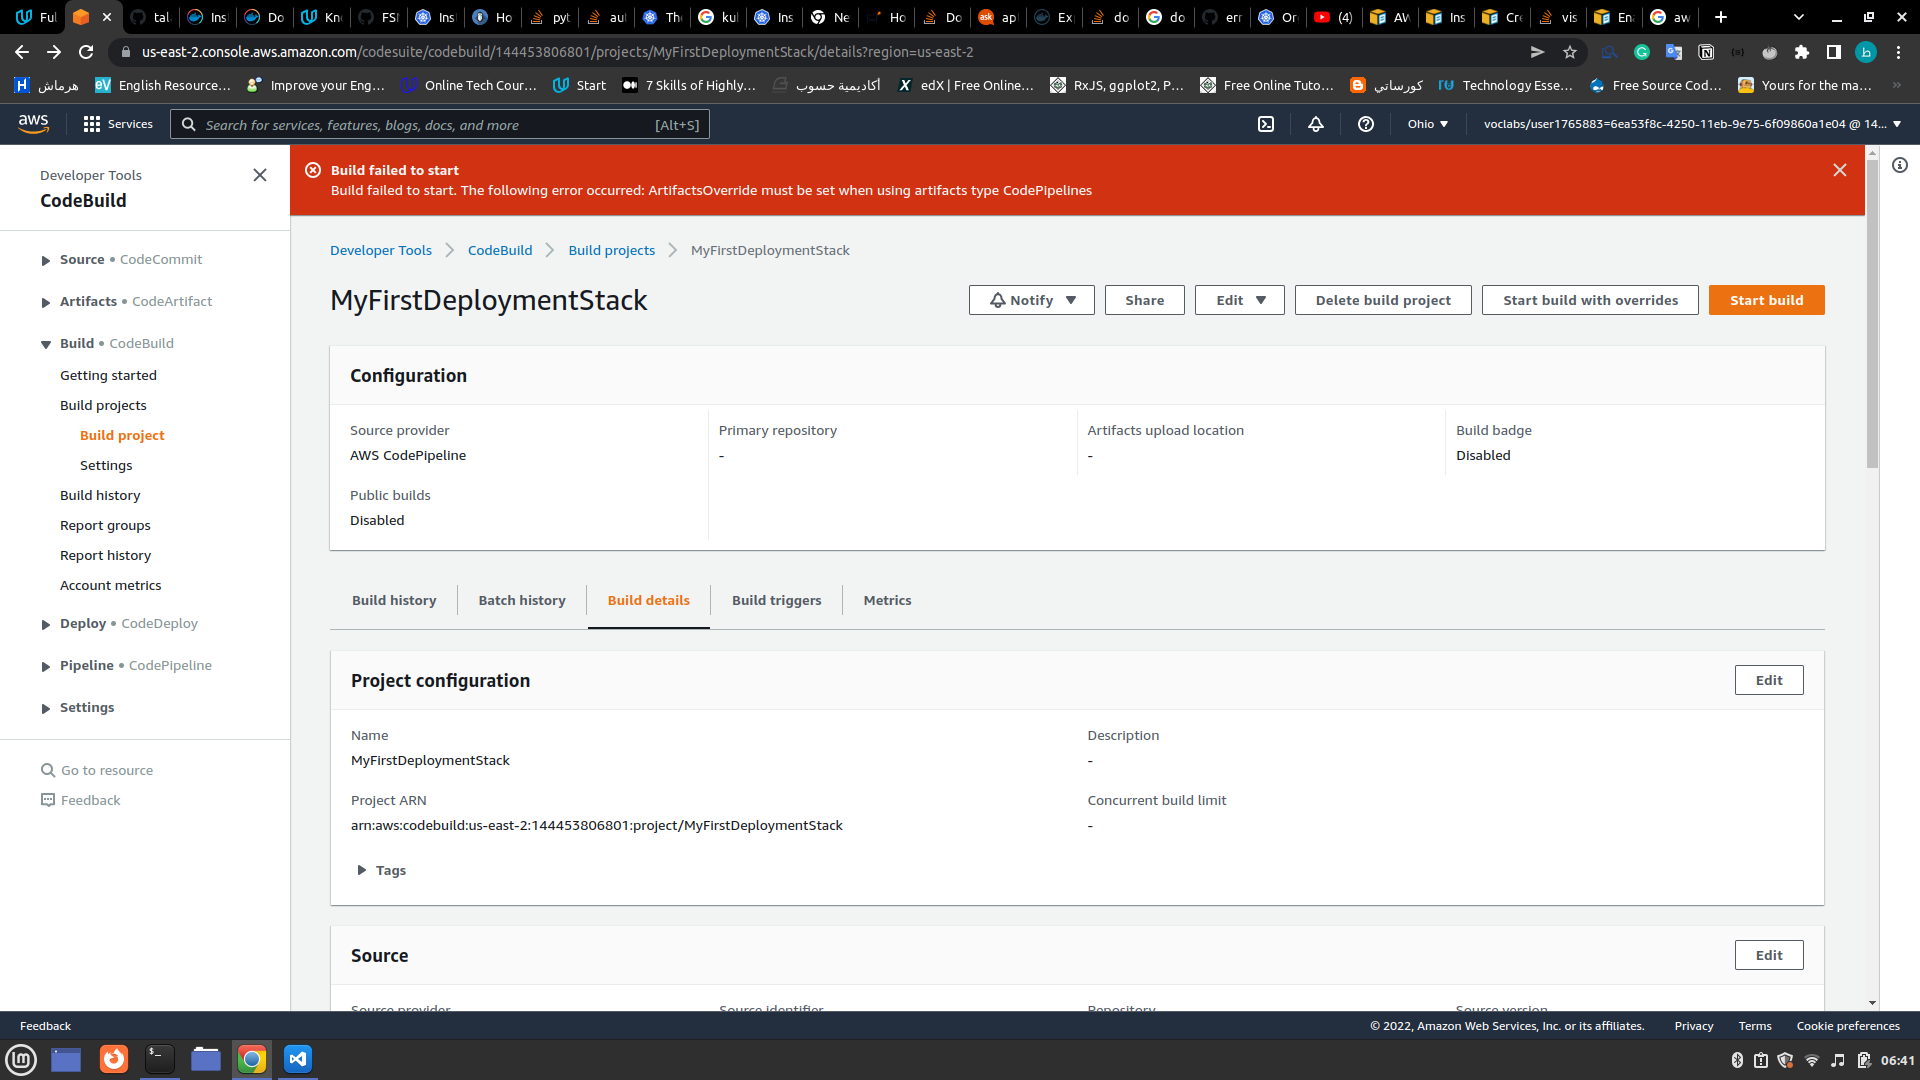 Ful
tal
Ins
Do
Kn
FSN
Ins
Ho
pyt
aul
The
kul
Ins
Ne
Ho
Do
apl
Ex
do
do
err
Or
(4)
AW
Ins
Cre
vis
En
aw
us-east-2.console.aws.amazon.com/codesuite/codebuild/144453806801/projects/MyFirstDeploymentStack/details?region=us-east-2
هرماش
English Resource...
Improve your Eng...
Online Tech Cour...
Start
7 Skills of Highly...
أكاديمية حسوب
edX | Free Online...
RxJS, ggplot2, P...
Free Online Tuto...
كورساتي
Technology Esse...
Free Source Cod...
Yours for the ma...
aws
Services
Search for services, features, blogs, docs, and more
[Alt+S]
Ohio
voclabs/user1765883=6ea53f8c-4250-11eb-9e75-6f09860a1e04 @ 14...
Developer Tools
CodeBuild
Source • CodeCommit
Artifacts • CodeArtifact
Build • CodeBuild
Getting started
Build projects
Build project
Settings
Build history
Report groups
Report history
Account metrics
Deploy • CodeDeploy
Pipeline • CodePipeline
Settings
Go to resource
Feedback
Build failed to start
Build failed to start. The following error occurred: ArtifactsOverride must be set when using artifacts type CodePipelines
Developer Tools
CodeBuild
Build projects
MyFirstDeploymentStack
MyFirstDeploymentStack
Notify
Share
Edit
Delete build project
Start build with overrides
Start build
Configuration
Source provider
AWS CodePipeline
Primary repository
-
Artifacts upload location
-
Build badge
Disabled
Public builds
Disabled
Build history
Batch history
Build details
Build triggers
Metrics
Project configuration
Edit
Name
MyFirstDeploymentStack
Description
-
Project ARN
arn:aws:codebuild:us-east-2:144453806801:project/MyFirstDeploymentStack
Concurrent build limit
-
Tags
Source
Edit
Source provider
Source identifier
Repository
Source version
Feedback
© 2022, Amazon Web Services, Inc. or its affiliates.
Privacy
Terms
Cookie preferences
06:41